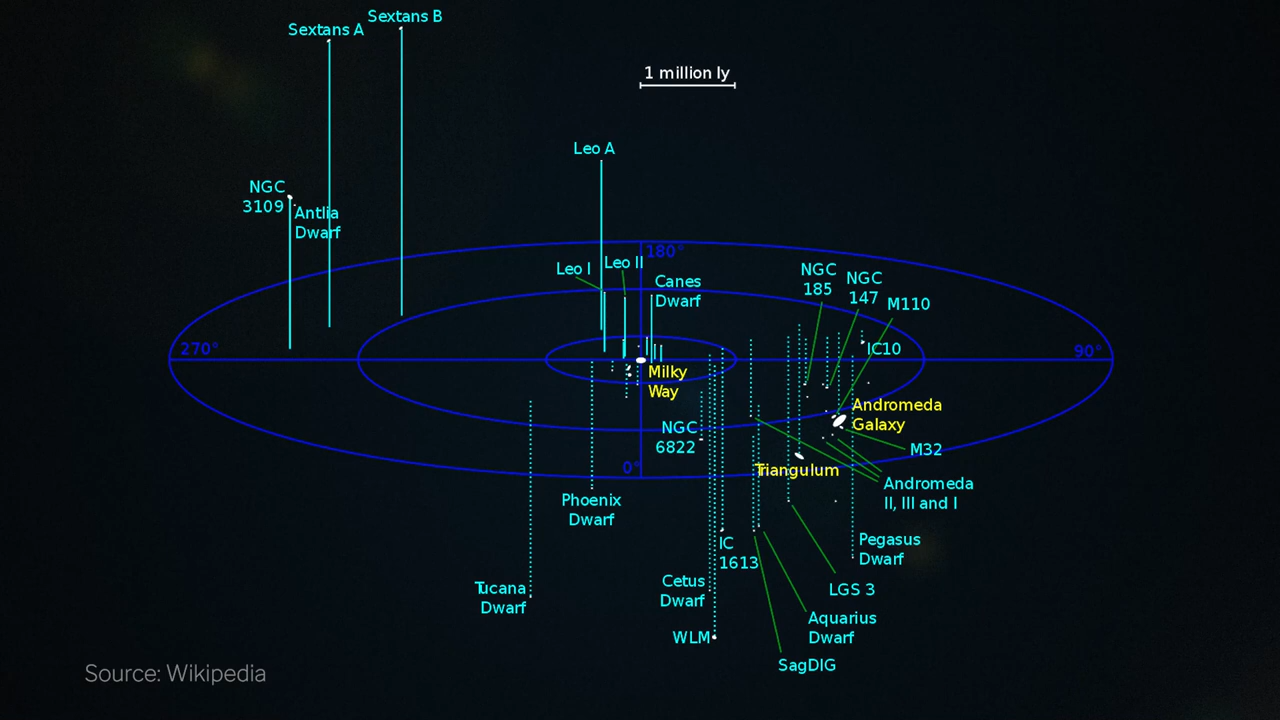 Sextans B
Sextans A
1 million ly
Leo A
NGC
3109
Antlia
Dwarf
180°
Leo I
Leo II
Canes
Dwarf
NGC
185
NGC
147
M110
270°
90°
IC10
Milky
Way
Andromeda
Galaxy
NGC
6822
M32
0°
Triangulum
Andromeda
II, III and I
Phoenix
Dwarf
IC
1613
Pegasus
Dwarf
Tucana
Dwarf
Cetus
Dwarf
LGS 3
Aquarius
Dwarf
WLM
SagDIG
Source: Wikipedia